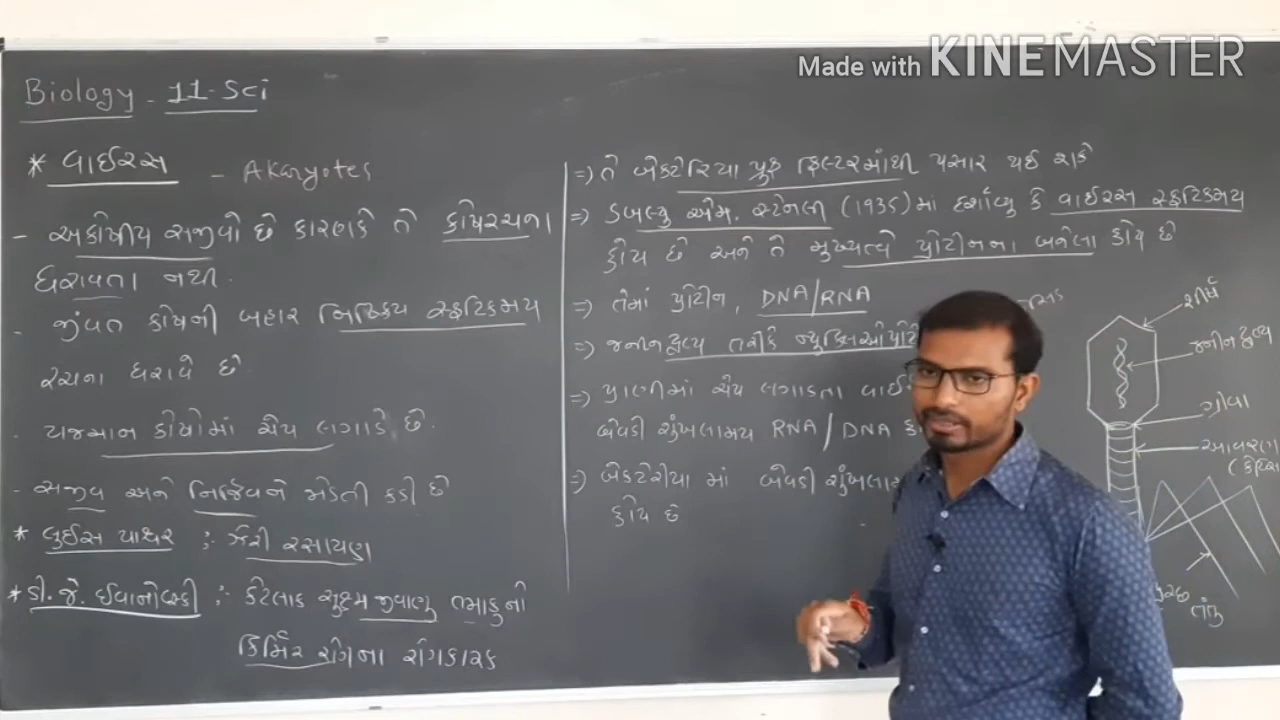 Made with KINEMASTER
Biology - 11-Sci
* વાઈરસ - Akaryotes
- અકોષીય સજીવો છે કારણકે તે કોષરચના
ધરાવતા નથી.
- જીવંત કોષની બહાર નિષ્ક્રિય સ્ફટિકમય
રચના ધરાવે છે
- યજમાન કોષોમાં ચેપ લગાડે છે.
- સજીવ અને નિર્જીવને જોડતી કડી છે
* લુઈસ પાશ્ચર :- ઝેરી રસાયણ
* ડી. જે. ઈવાનોવ્સ્કી :- કેટલાક સૂક્ષ્મ જીવાણુ તમાકુનો
કિર્મિર રોગના રોગકારક
=) તે બેક્ટેરિયા પ્રુફ ફિલ્ટરમાંથી પસાર થઈ શકે
=) ડબલ્યુ એમ. સ્ટેનલી (1935) માં દર્શાવ્યુ કે વાઈરસ સ્ફટિકમય
હોય છે અને તે મુખ્યત્વે પ્રોટીનના બનેલા હોય છે
=) તેમાં પ્રોટીન, DNA/RNA
=) જનીનદ્રવ્ય તરીકે
=) પ્રાણીમાં ચેપ લગાડતા
બેવડી શૃંખલામય RNA/DNA
=) બેક્ટેરીયા માં બેવડી
હોય છે
શીર્ષ
જનીનદ્રવ્ય
ગ્રીવા
આવરણ
તંતુ